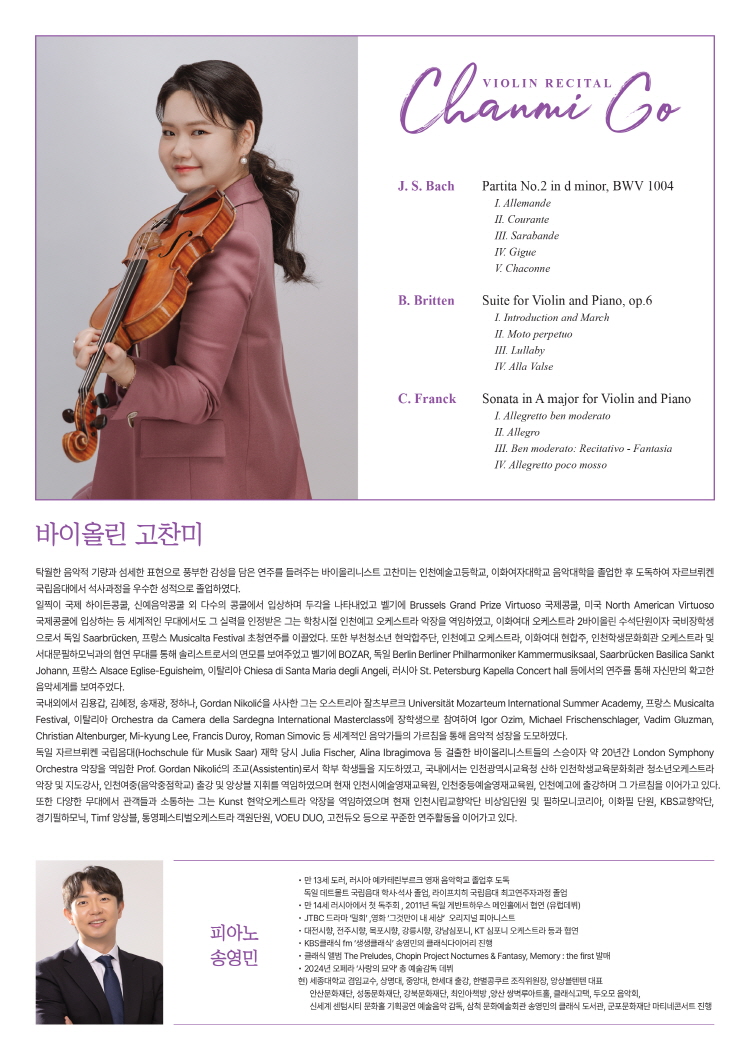 VIOLIN RECITAL
Chanmi Go
J. S. Bach Partita No.2 in d minor, BWV 1004
I. Allemande
II. Courante
III. Sarabande
IV. Gigue
V. Chaconne
B. Britten Suite for Violin and Piano, op.6
I. Introduction and March
II. Moto perpetuo
III. Lullaby
IV. Alla Valse
C. Franck Sonata in A major for Violin and Piano
I. Allegretto ben moderato
II. Allegro
III. Ben moderato: Recitativo - Fantasia
IV. Allegretto poco mosso
바이올린 고찬미
탁월한 음악적 기량과 섬세한 표현으로 풍부한 감성을 담은 연주를 들려주는 바이올리니스트 고찬미는 인천예술고등학교, 이화여자대학교 음악대학을 졸업한 후 도독하여 자르브뤼켄
국립음대에서 석사과정을 우수한 성적으로 졸업하였다.
일찍이 국제 하이든콩쿨, 신예음악콩쿨 외 다수의 콩쿨에서 입상하며 두각을 나타내었고 벨기에 Brussels Grand Prize Virtuoso 국제콩쿨, 미국 North American Virtuoso
국제콩쿨에 입상하는 등 세계적인 무대에서도 그 실력을 인정받은 그는 학창시절 인천예고 오케스트라 악장을 역임하였고, 이화여대 오케스트라 2바이올린 수석단원이자 국비장학생
으로서 독일 Saarbrücken, 프랑스 Musicalta Festival 초청연주를 이끌었다. 또한 부천청소년 현악합주단, 인천예고 오케스트라, 이화여대 현합주, 인천학생문화회관 오케스트라 및
서대문필하모닉과의 협연 무대를 통해 솔리스트로서의 면모를 보여주었고 벨기에 BOZAR, 독일 Berlin Berliner Philharmoniker Kammermusiksaal, Saarbrücken Basilica Sankt
Johann, 프랑스 Alsace Eglise-Eguisheim, 이탈리아 Chiesa di Santa Maria degli Angeli, 러시아 St. Petersburg Kapella Concert hall 등에서의 연주를 통해 자신만의 확고한
음악세계를 보여주었다.
국내외에서 김용갑, 김혜정, 송재광, 정하나, Gordan Nikolić을 사사한 그는 오스트리아 잘츠부르크 Universität Mozarteum International Summer Academy, 프랑스 Musicalta
Festival, 이탈리아 Orchestra da Camera della Sardegna International Masterclass에 장학생으로 참여하여 Igor Ozim, Michael Frischenschlager, Vadim Gluzman,
Christian Altenburger, Mi-kyung Lee, Francis Duroy, Roman Simovic 등 세계적인 음악가들의 가르침을 통해 음악적 성장을 도모하였다.
독일 자르브뤼켄 국립음대(Hochschule für Musik Saar) 재학 당시 Julia Fischer, Alina Ibragimova 등 걸출한 바이올리니스트들의 스승이자 약 20년간 London Symphony
Orchestra 악장을 역임한 Prof. Gordan Nikolić의 조교(Assistentin)로서 학부 학생들을 지도하였고, 국내에서는 인천광역시교육청 산하 인천학생교육문화회관 청소년오케스트라
악장 및 지도강사, 인천여중(음악중점학교) 출강 및 앙상블 지휘를 역임하였으며 현재 인천시예술영재교육원, 인천중등예술영재교육원, 인천예고에 출강하며 그 가르침을 이어가고 있다.
또한 다양한 무대에서 관객들과 소통하는 그는 Kunst 현악오케스트라 악장을 역임하였으며 현재 인천시립교향악단 비상임단원 및 필하모니코리아, 이화필 단원, KBS교향악단,
경기필하모닉, Timf 앙상블, 통영페스티벌오케스트라 객원단원, VOEU DUO, 고전듀오 등으로 꾸준한 연주활동을 이어가고 있다.
피아노
송영민
• 만 13세 도러, 러시아 예카테린부르크 영재 음악학교 졸업후 도독
독일 데트몰트 국립음대 학사·석사 졸업, 라이프치히 국립음대 최고연주자과정 졸업
• 만 14세 러시아에서 첫 독주회 , 2011년 독일 게반트하우스 메인홀에서 협연 (유럽데뷔)
• JTBC 드라마 '밀회' ,영화 '그것만이 내 세상' 오리지널 피아니스트
• 대전시향, 전주시향, 목포시향, 강릉시향, 강남심포니, KT 심포니 오케스트라 등과 협연
• KBS클래식 fm '생생클래식' 송영민의 클래식다이어리 진행
• 클래식 앨범 The Preludes, Chopin Project Nocturnes & Fantasy, Memory : the first 발매
• 2024년 오페라 '사랑의 묘약' 총 예술감독 데뷔
현) 세종대학교 겸임교수, 상명대, 중앙대, 한세대 출강, 한벨콩쿠르 조직위원장, 앙상블텐텐 대표
안산문화재단, 성동문화재단, 강북문화재단, 최인아책방 ,양산 쌍벽루아트홀, 클래식고택, 두오모 음악회,
신세계 센텀시티 문화홀 기획공연 예술음악 감독, 삼척 문화예술회관 송영민의 클래식 도서관, 군포문화재단 마티네콘서트 진행